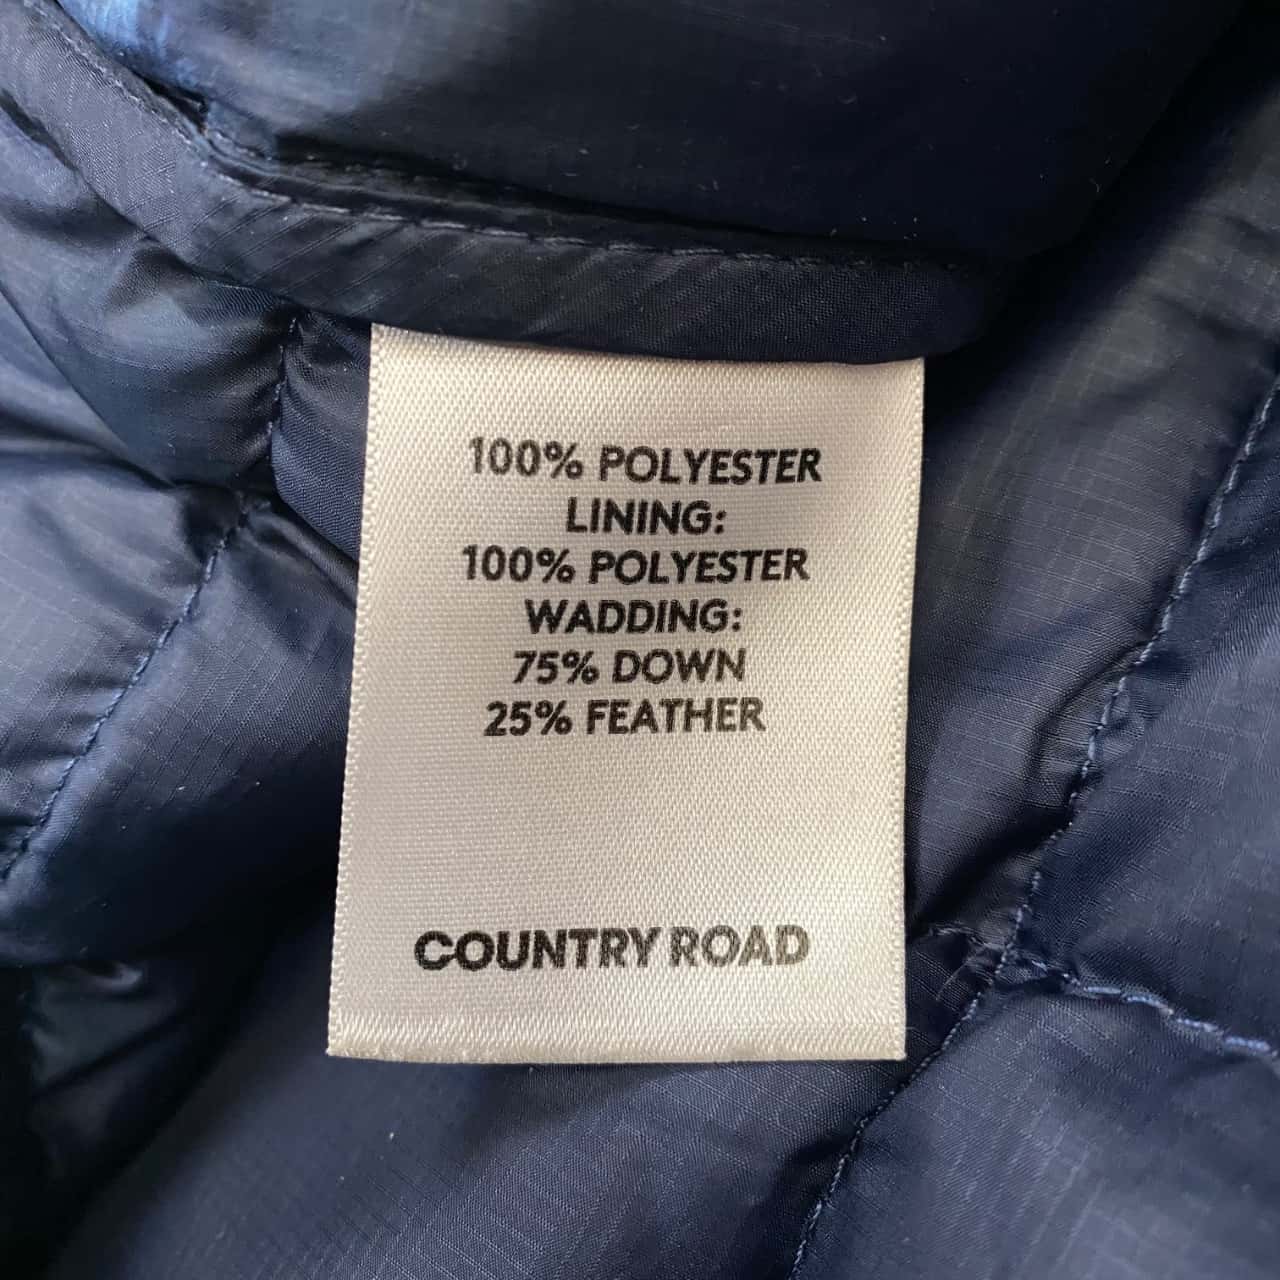 100% POLYESTER
LINING:
100% POLYESTER
WADDING:
75% DOWN
25% FEATHER
COUNTRY ROAD